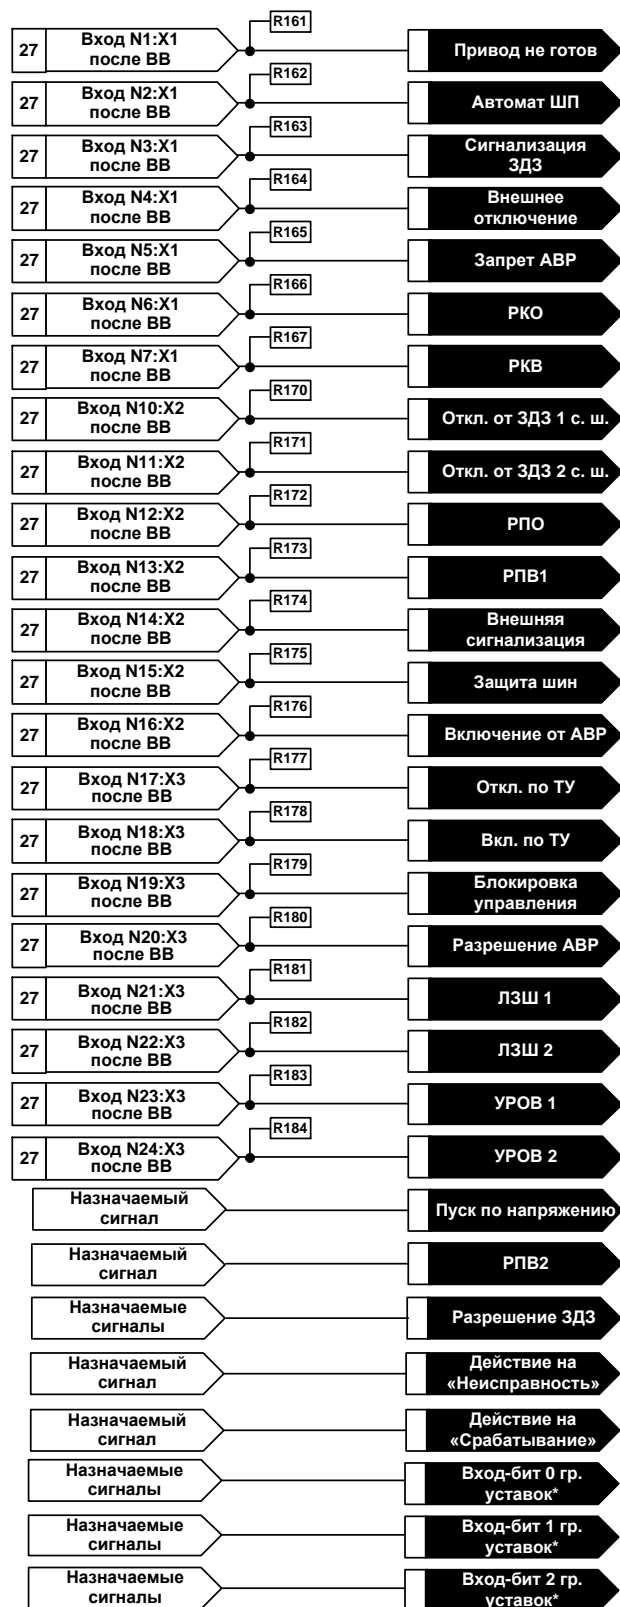 R161
27 Вход N1:X1 после ВВ Привод не готов
R162
27 Вход N2:X1 после ВВ Автомат ШП
R163
27 Вход N3:X1 после ВВ Сигнализация ЗДЗ
R164
27 Вход N4:X1 после ВВ Внешнее отключение
R165
27 Вход N5:X1 после ВВ Запрет АВР
R166
27 Вход N6:X1 после ВВ РКО
R167
27 Вход N7:X1 после ВВ РКВ
R170
27 Вход N10:X2 после ВВ Откл. от ЗДЗ 1 с. ш.
R171
27 Вход N11:X2 после ВВ Откл. от ЗДЗ 2 с. ш.
R172
27 Вход N12:X2 после ВВ РПО
R173
27 Вход N13:X2 после ВВ РПВ1
R174
27 Вход N14:X2 после ВВ Внешняя сигнализация
R175
27 Вход N15:X2 после ВВ Защита шин
R176
27 Вход N16:X2 после ВВ Включение от АВР
R177
27 Вход N17:X3 после ВВ Откл. по ТУ
R178
27 Вход N18:X3 после ВВ Вкл. по ТУ
R179
27 Вход N19:X3 после ВВ Блокировка управления
R180
27 Вход N20:X3 после ВВ Разрешение АВР
R181
27 Вход N21:X3 после ВВ ЛЗШ 1
R182
27 Вход N22:X3 после ВВ ЛЗШ 2
R183
27 Вход N23:X3 после ВВ УРОВ 1
R184
27 Вход N24:X3 после ВВ УРОВ 2
Назначаемый сигнал Пуск по напряжению
Назначаемый сигнал РПВ2
Назначаемые сигналы Разрешение ЗДЗ
Назначаемый сигнал Действие на «Неисправность»
Назначаемый сигнал Действие на «Срабатывание»
Назначаемые сигналы Вход-бит 0 гр. уставок*
Назначаемые сигналы Вход-бит 1 гр. уставок*
Назначаемые сигналы Вход-бит 2 гр. уставок*